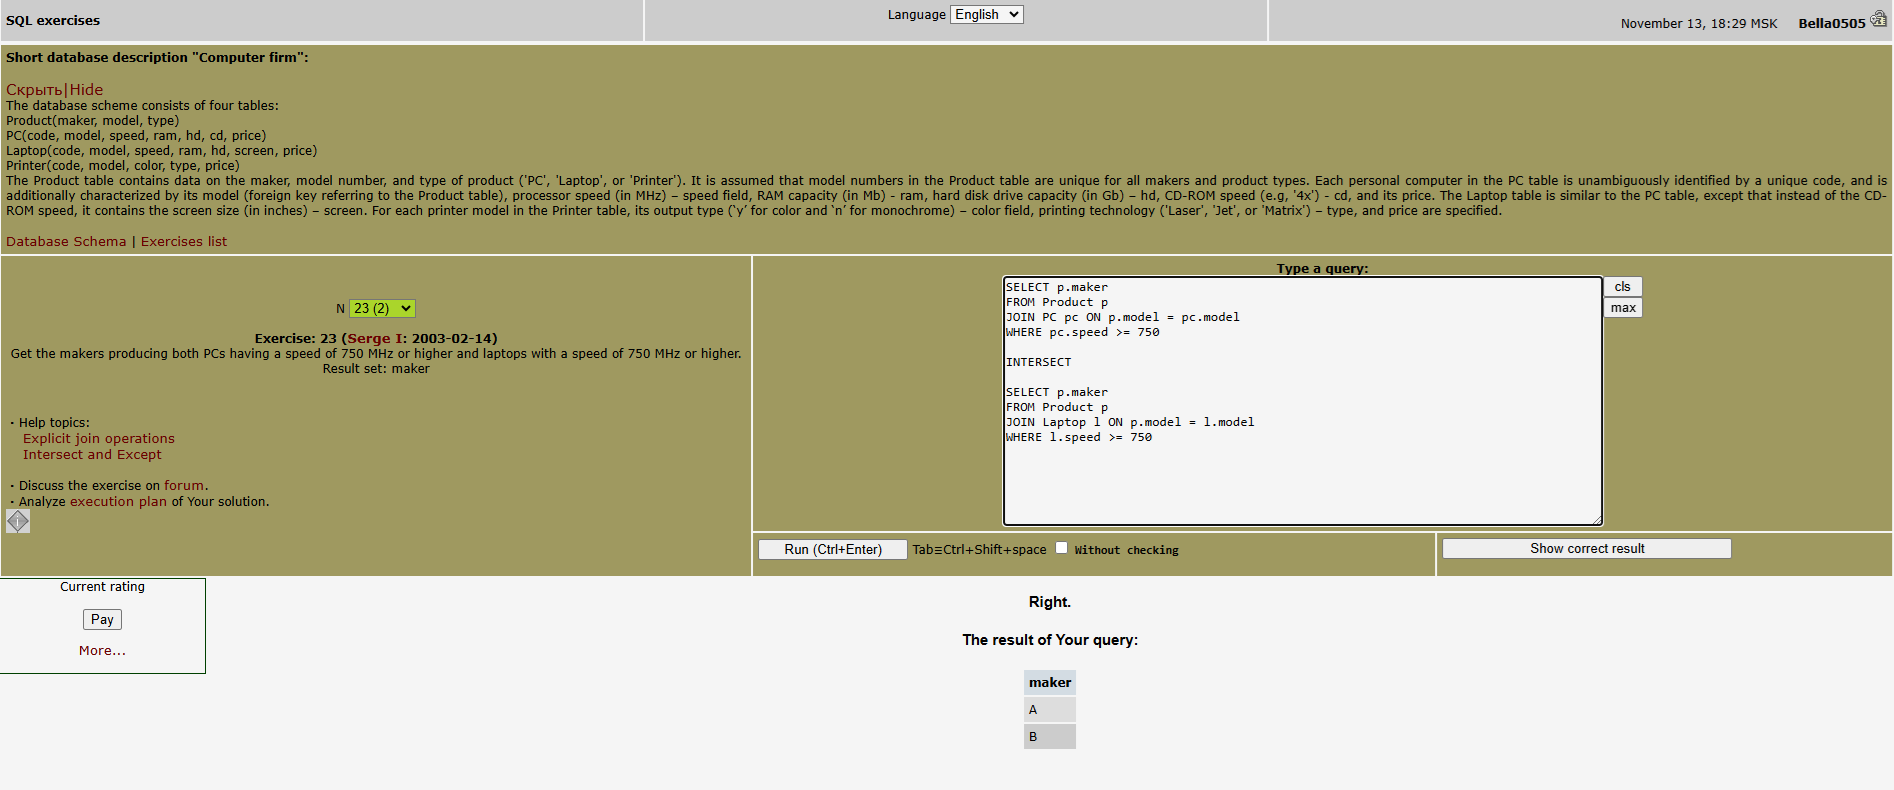 SQL exercises
Language English
November 13, 18:29 MSK Bella0505
Short database description "Computer firm":
Скрыть|Hide
The database scheme consists of four tables:
Product(maker, model, type)
PC(code, model, speed, ram, hd, cd, price)
Laptop(code, model, speed, ram, hd, screen, price)
Printer(code, model, color, type, price)
The Product table contains data on the maker, model number, and type of product ('PC', 'Laptop', or 'Printer'). It is assumed that model numbers in the Product table are unique for all makers and product types. Each personal computer in the PC table is unambiguously identified by a unique code, and is
additionally characterized by its model (foreign key referring to the Product table), processor speed (in MHz) – speed field, RAM capacity (in Mb) - ram, hard disk drive capacity (in Gb) – hd, CD-ROM speed (e.g, '4x') - cd, and its price. The Laptop table is similar to the PC table, except that instead of the CD-
ROM speed, it contains the screen size (in inches) – screen. For each printer model in the Printer table, its output type (‘y’ for color and ‘n’ for monochrome) – color field, printing technology ('Laser', 'Jet', or 'Matrix') – type, and price are specified.
Database Schema | Exercises list
N 23 (2)
Exercise: 23 (Serge I: 2003-02-14)
Get the makers producing both PCs having a speed of 750 MHz or higher and laptops with a speed of 750 MHz or higher.
Result set: maker
· Help topics:
Explicit join operations
Intersect and Except
· Discuss the exercise on forum.
· Analyze execution plan of Your solution.
Type a query:
SELECT p.maker
FROM Product p
JOIN PC pc ON p.model = pc.model
WHERE pc.speed >= 750
INTERSECT
SELECT p.maker
FROM Product p
JOIN Laptop l ON p.model = l.model
WHERE l.speed >= 750
cls
max
Run (Ctrl+Enter) Tab≡Ctrl+Shift+space Without checking
Show correct result
Current rating
Pay
More...
Right.
The result of Your query:
maker
A
B